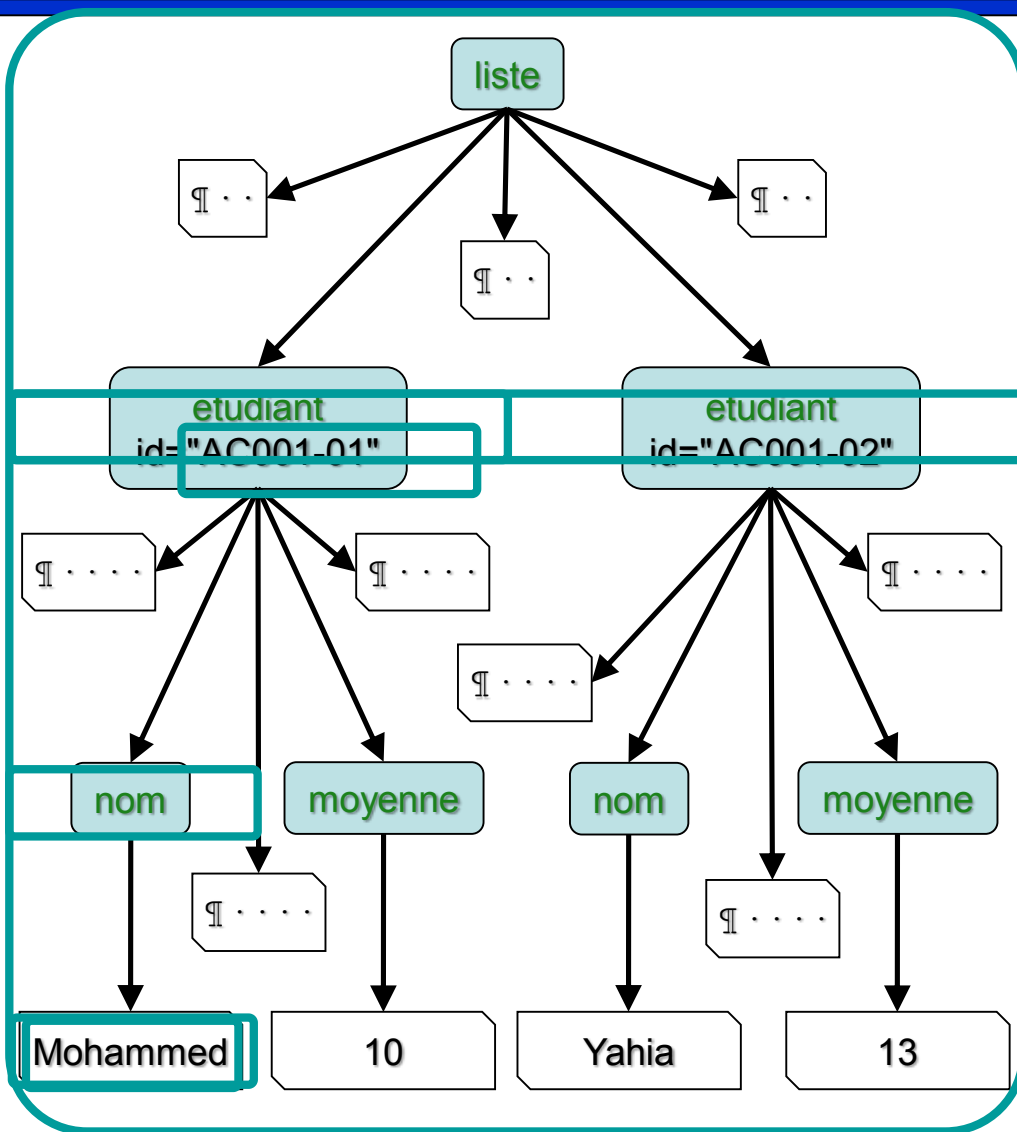 liste
¶ · ·
¶ · ·
¶ · ·
etudiant
id="AC001-01"
etudiant
id="AC001-02"
¶ · · · ·
¶ · · · ·
¶ · · · ·
¶ · · · ·
nom
moyenne
nom
moyenne
¶ · · · ·
¶ · · · ·
Mohammed
10
Yahia
13